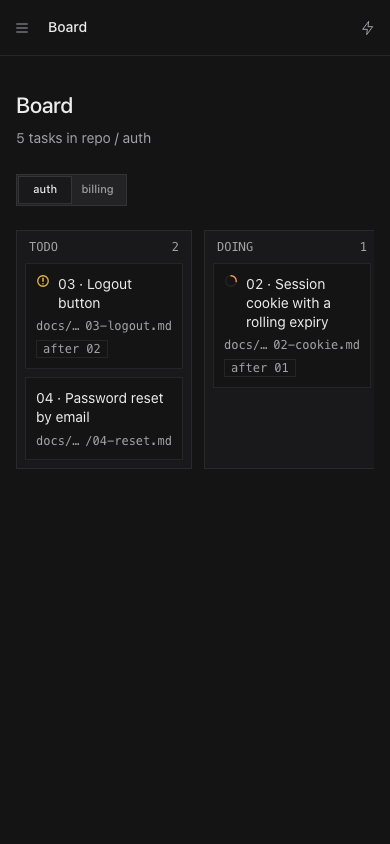 Board
Board
5 tasks in repo / auth
auth
billing
TODO 2
03 · Logout
button
docs/… 03-logout.md
after 02
04 · Password reset
by email
docs/… /04-reset.md
DOING 1
02 · Session
cookie with a
rolling expiry
docs/… 02-cookie.md
after 01